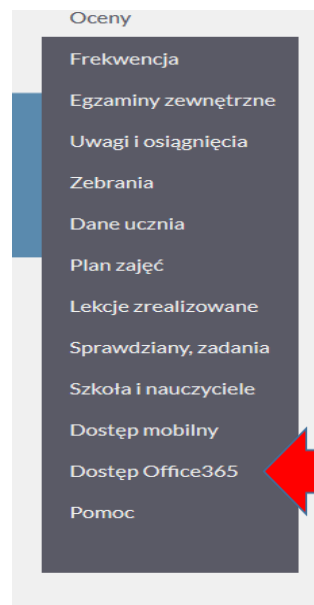 Oceny
Frekwencja
Egzaminy zewnętrzne
Uwagi i osiągnięcia
Zebrania
Dane ucznia
Plan zajęć
Lekcje zrealizowane
Sprawdziany, zadania
Szkoła i nauczyciele
Dostęp mobilny
Dostęp Office365
Pomoc